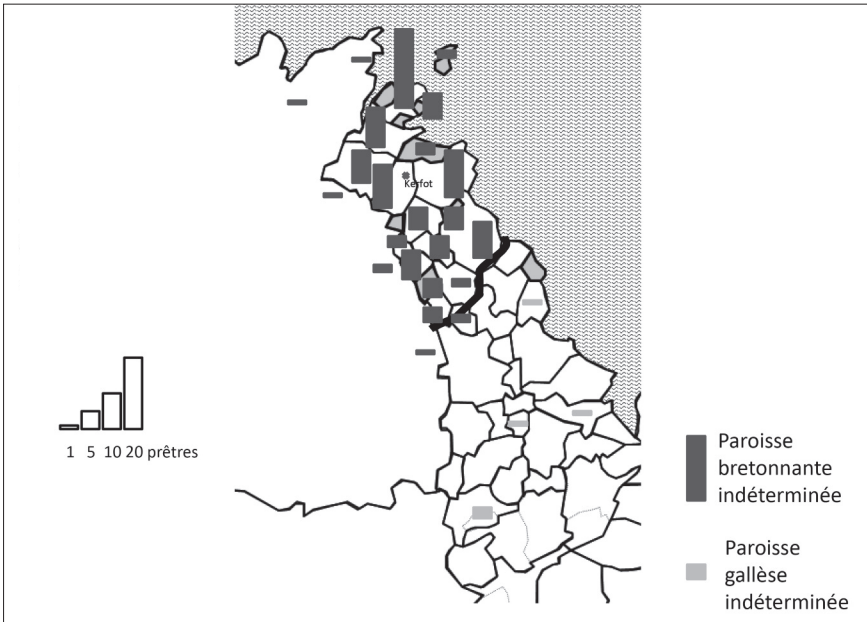 Kerfot
1 5 10 20 prêtres
Paroisse
bretonnante
indéterminée
Paroisse
gallèse
indéterminée